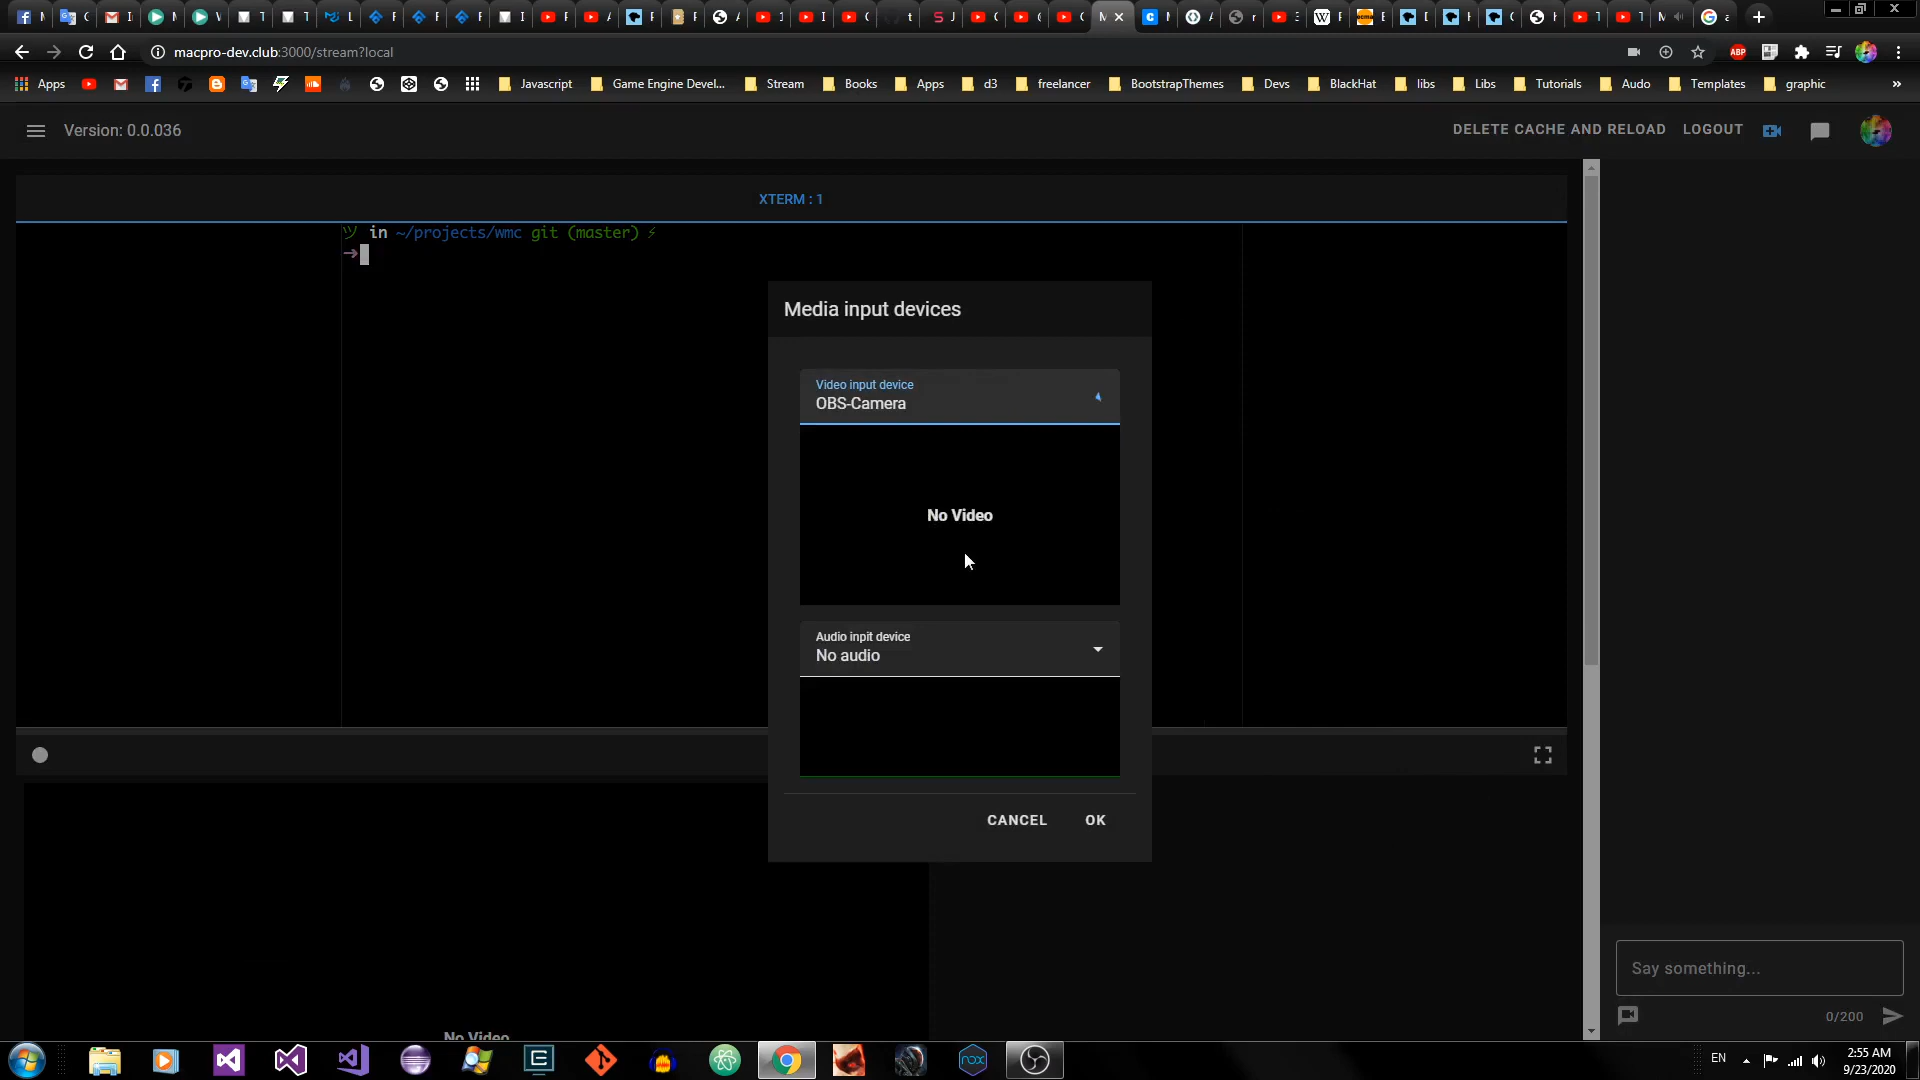 macpro-dev.club:3000/stream?local
Apps
Javascript
Game Engine Devel...
Stream
Books
Apps
d3
freelancer
BootstrapThemes
Devs
BlackHat
libs
Libs
Tutorials
Audo
Templates
graphic
»
Version: 0.0.036
DELETE CACHE AND RELOAD
LOGOUT
XTERM : 1
ツ in ~/projects/wmc git (master) ⚡
➜
Media input devices
Video input device
OBS-Camera
No Video
Audio inpit device
No audio
CANCEL
OK
No Video
Say something...
0/200
EN
2:55 AM
9/23/2020